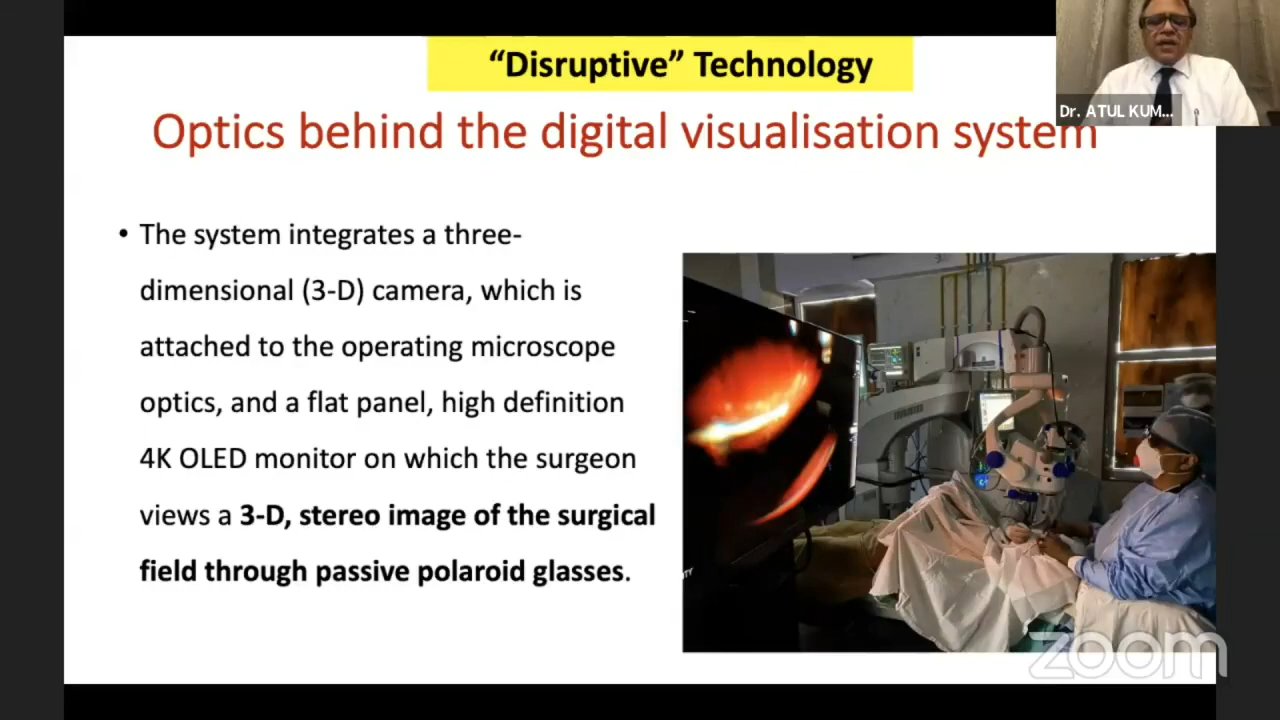 “Disruptive” Technology
Optics behind the digital visualisation system
Dr. ATUL KUM...
• The system integrates a three-
dimensional (3-D) camera, which is
attached to the operating microscope
optics, and a flat panel, high definition
4K OLED monitor on which the surgeon
views a 3-D, stereo image of the surgical
field through passive polaroid glasses.
zoom